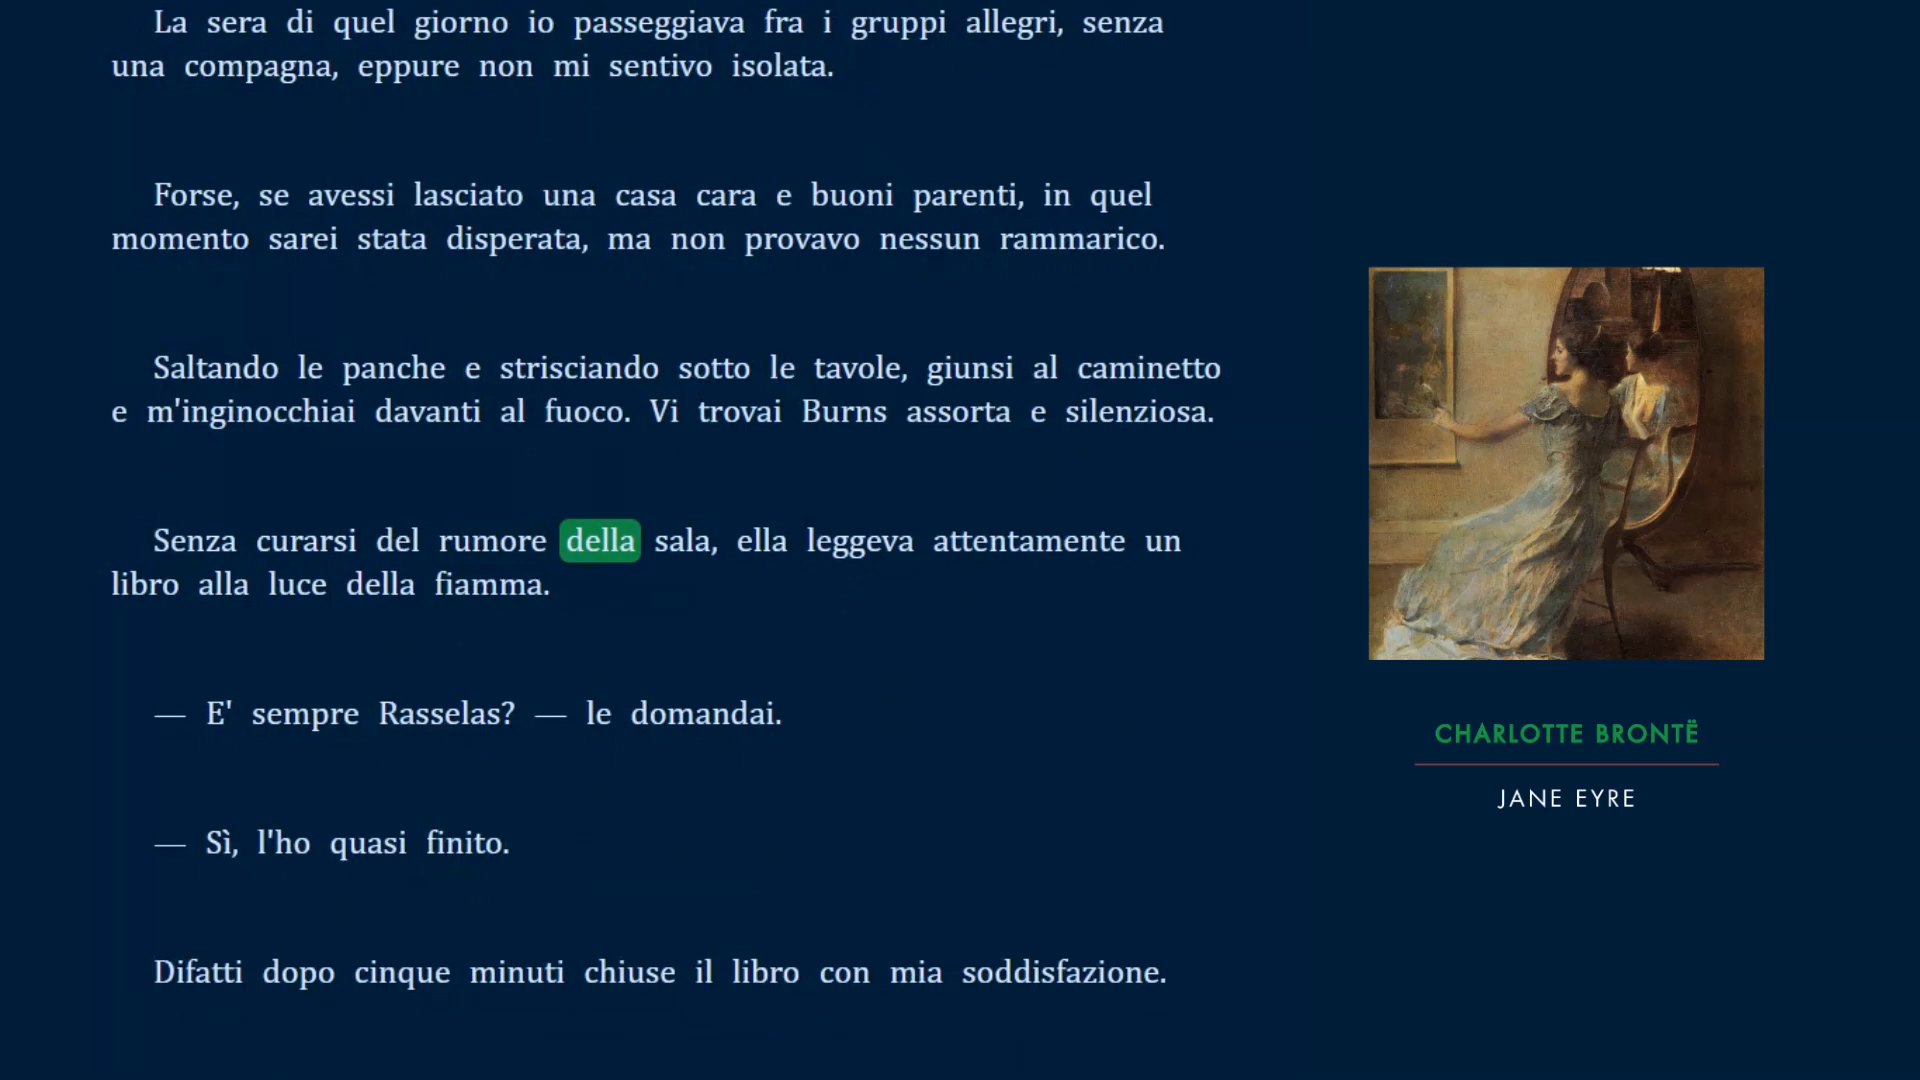 La sera di quel giorno io passeggiava fra i gruppi allegri, senza
una compagna, eppure non mi sentivo isolata.
Forse, se avessi lasciato una casa cara e buoni parenti, in quel
momento sarei stata disperata, ma non provavo nessun rammarico.
Saltando le panche e strisciando sotto le tavole, giunsi al caminetto
e m'inginocchiai davanti al fuoco. Vi trovai Burns assorta e silenziosa.
Senza curarsi del rumore della sala, ella leggeva attentamente un
libro alla luce della fiamma.
— E' sempre Rasselas? — le domandai.
— Sì, l'ho quasi finito.
Difatti dopo cinque minuti chiuse il libro con mia soddisfazione.
CHARLOTTE BRONTË
JANE EYRE